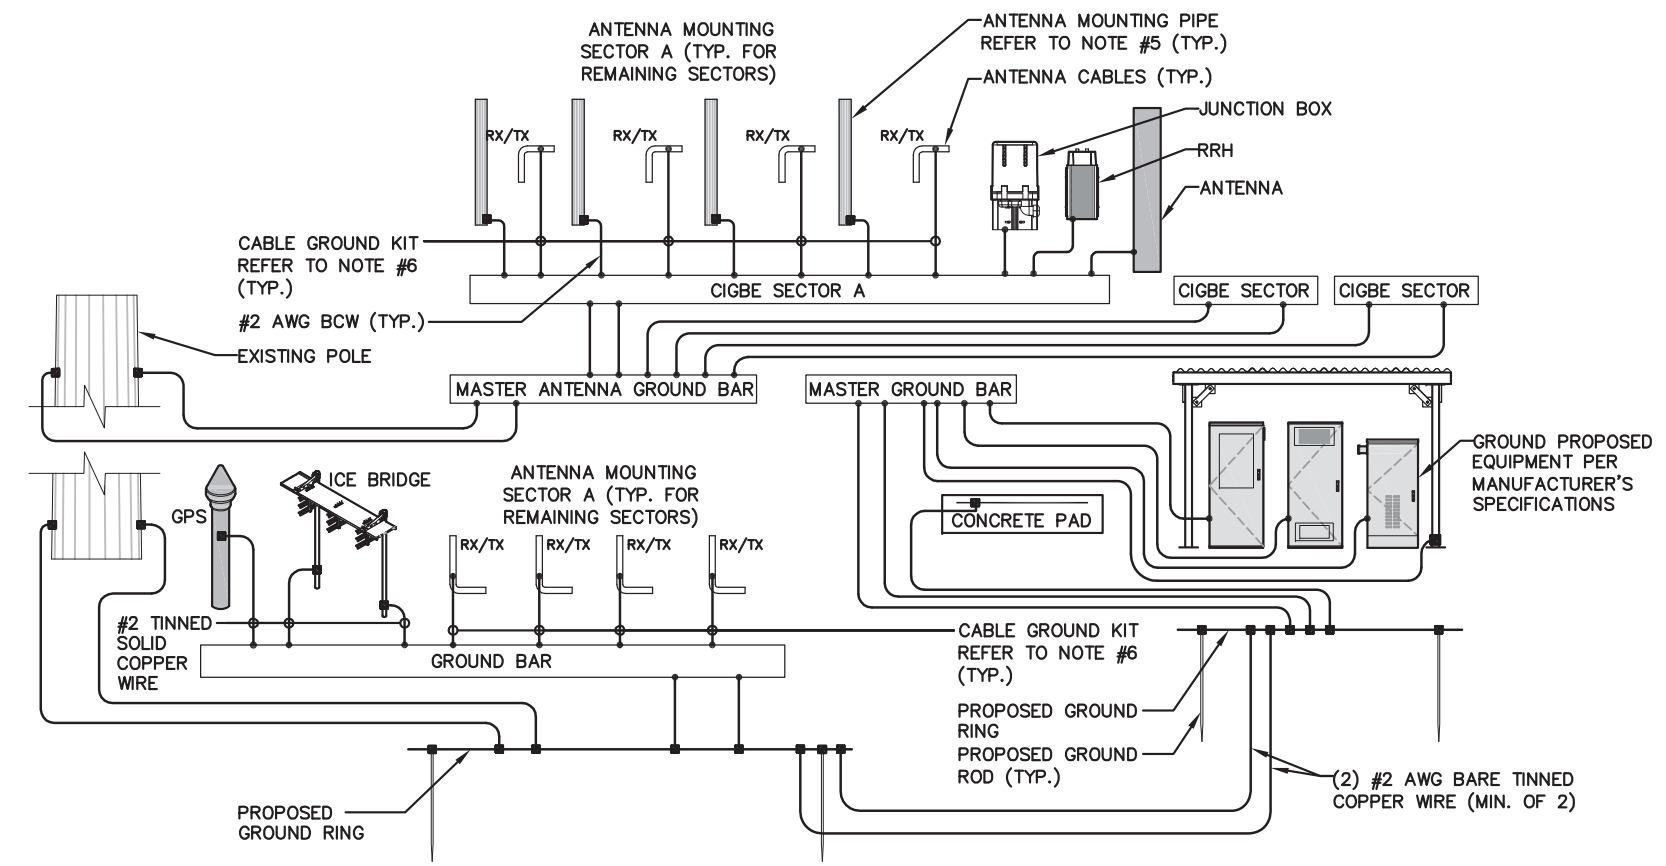 ANTENNA MOUNTING
SECTOR A (TYP. FOR
REMAINING SECTORS)
ANTENNA MOUNTING PIPE
REFER TO NOTE #5 (TYP.)
ANTENNA CABLES (TYP.)
JUNCTION BOX
RRH
ANTENNA
RX/TX
RX/TX
RX/TX
RX/TX
CABLE GROUND KIT
REFER TO NOTE #6
(TYP.)
#2 AWG BCW (TYP.)
CIGBE SECTOR A
CIGBE SECTOR
CIGBE SECTOR
EXISTING POLE
MASTER ANTENNA GROUND BAR
MASTER GROUND BAR
GROUND PROPOSED
EQUIPMENT PER
MANUFACTURER'S
SPECIFICATIONS
ICE BRIDGE
GPS
ANTENNA MOUNTING
SECTOR A (TYP. FOR
REMAINING SECTORS)
CONCRETE PAD
RX/TX
RX/TX
RX/TX
RX/TX
#2 TINNED
SOLID
COPPER
WIRE
GROUND BAR
CABLE GROUND KIT
REFER TO NOTE #6
(TYP.)
PROPOSED GROUND
RING
PROPOSED GROUND
ROD (TYP.)
(2) #2 AWG BARE TINNED
COPPER WIRE (MIN. OF 2)
PROPOSED
GROUND RING